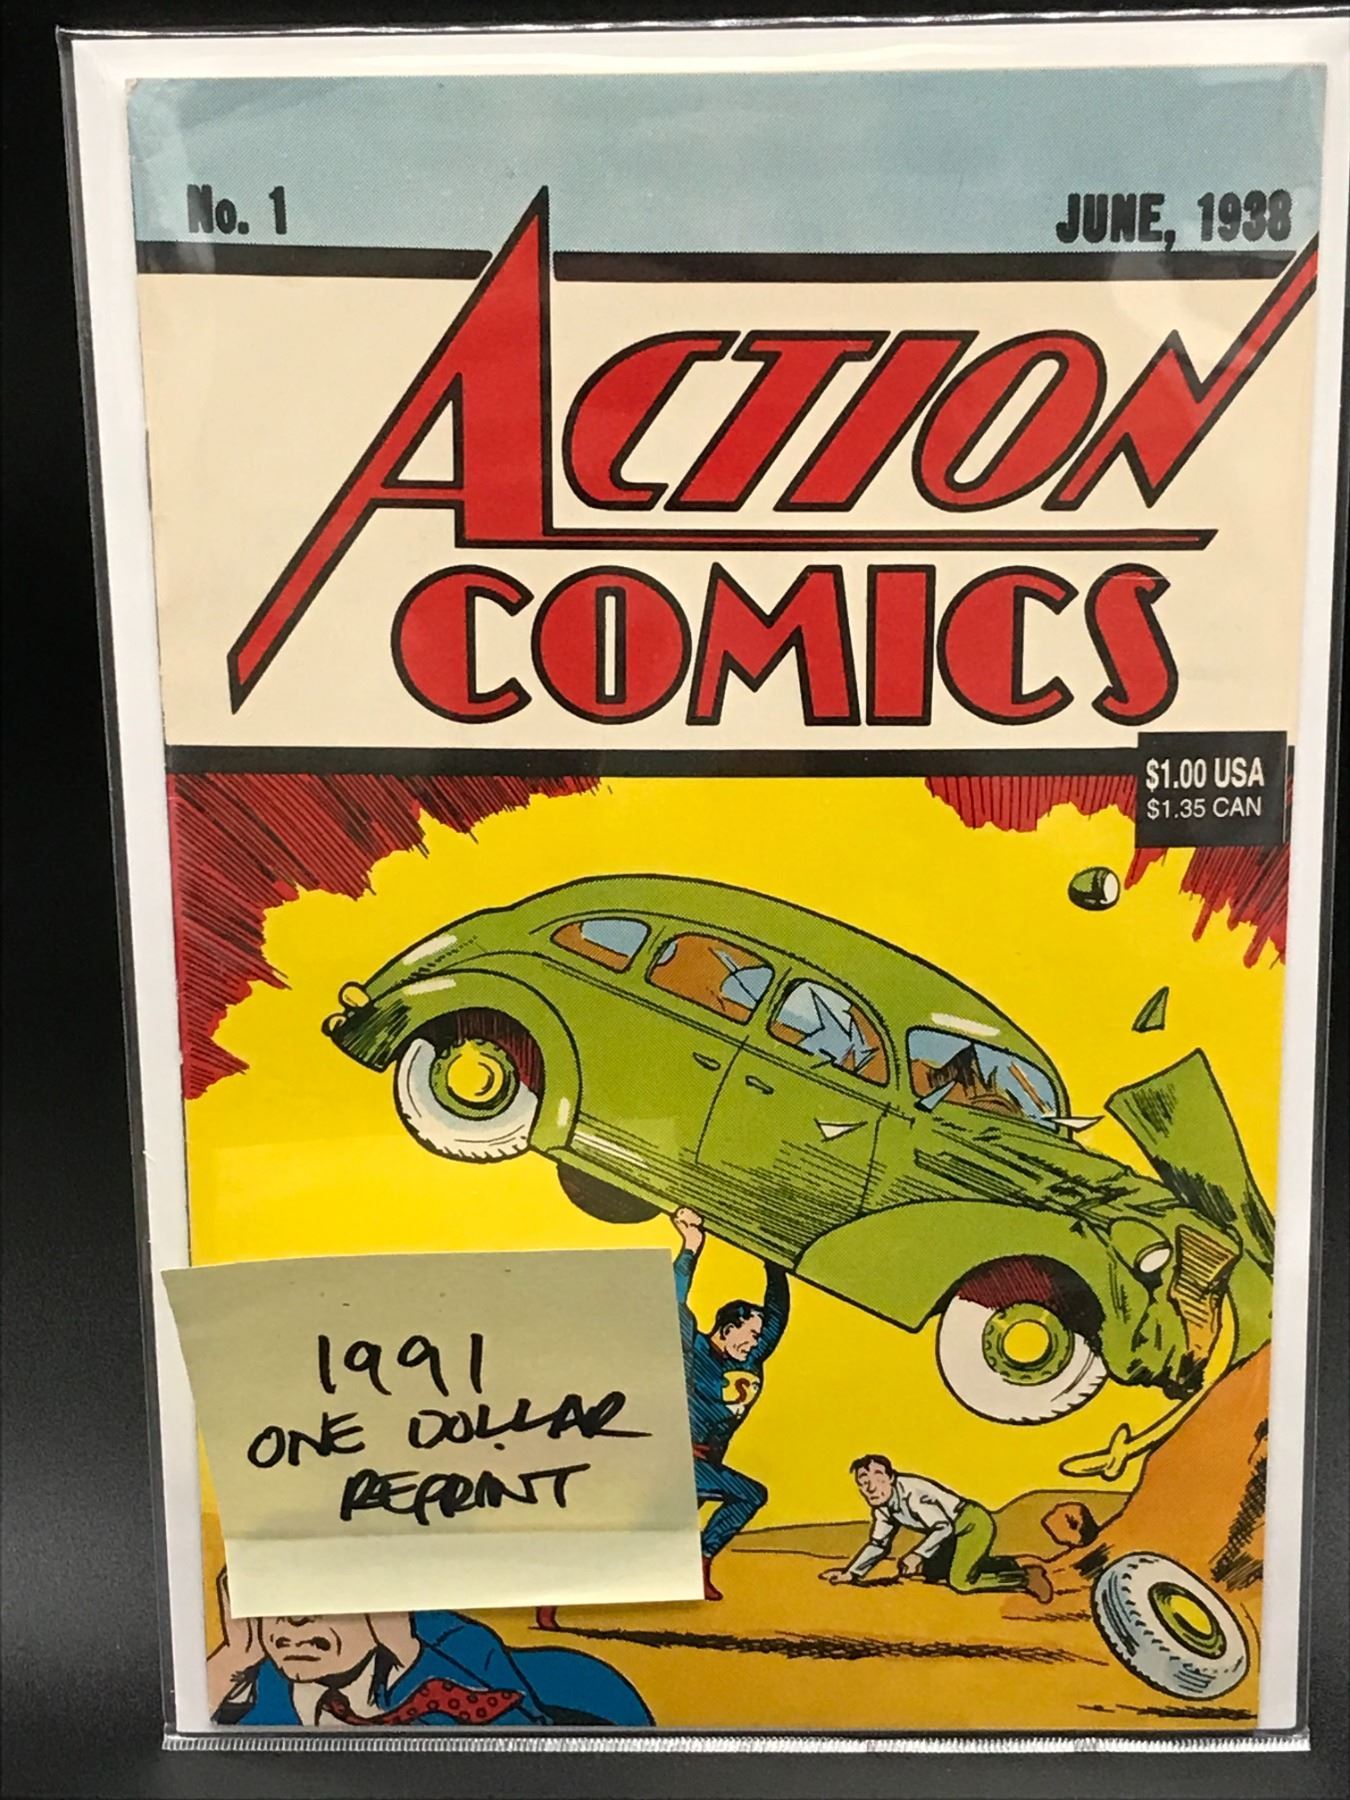 No. 1
JUNE, 1938
ACTION
COMICS
$1.00 USA
$1.35 CAN
S
1991
ONE DOLLAR
REPRINT